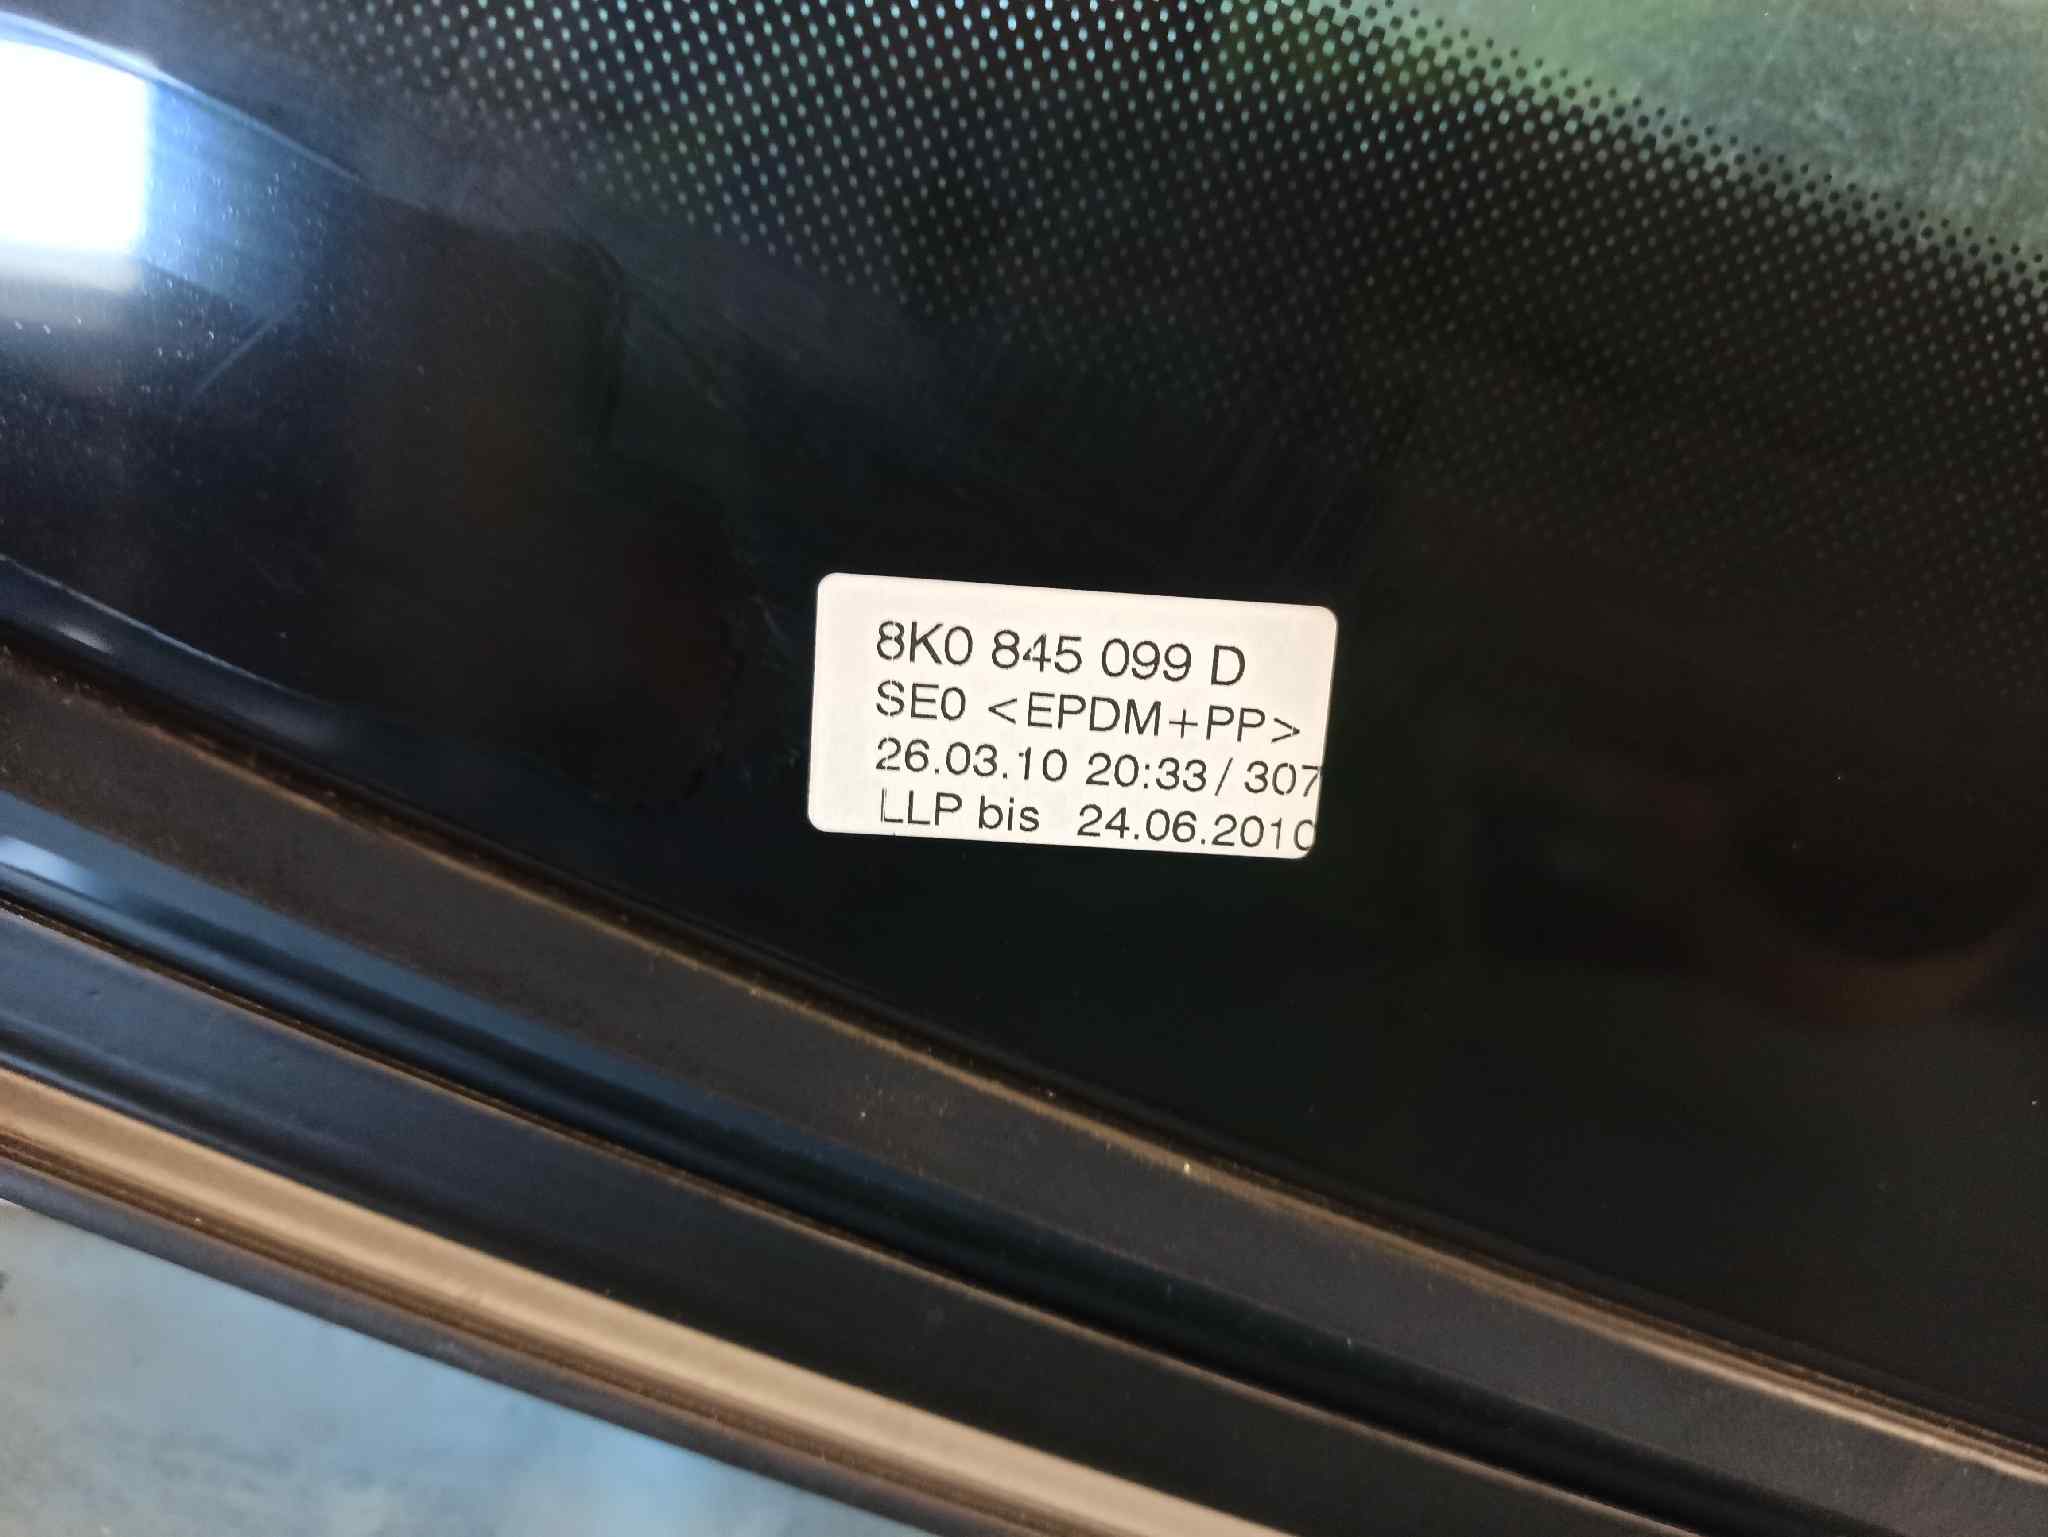 8K0 845 099 D
SE0 <EPDM+PP>
26.03.10 20:33/307
LLP bis 24.06.2010